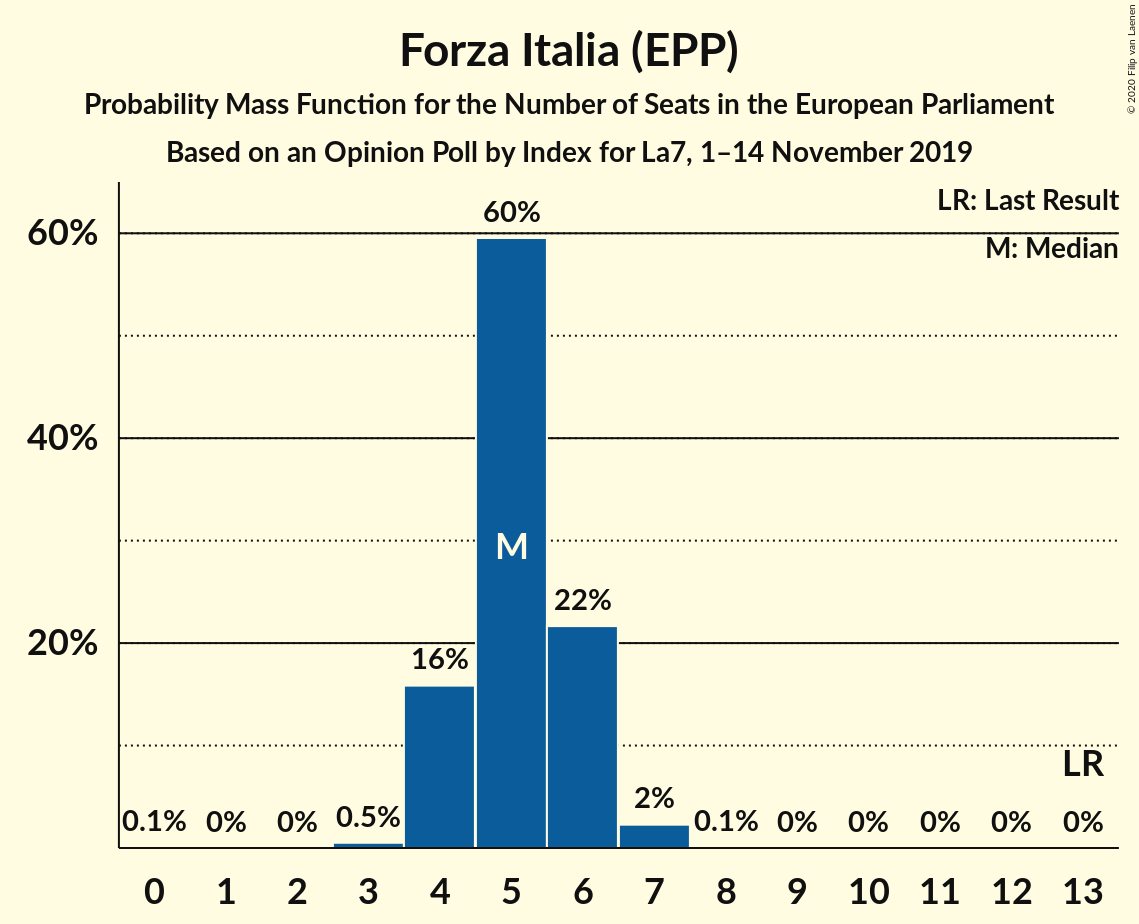 Forza Italia (EPP)
Probability Mass Function for the Number of Seats in the European Parliament
Based on an Opinion Poll by Index for La7, 1–14 November 2019
© 2020 Filip van Laenen
LR: Last Result
M: Median
60%
40%
20%
0.1% 0% 0% 0.5% 16% 60% 22% 2% 0.1% 0% 0% 0% 0% 0%
M
LR
0 1 2 3 4 5 6 7 8 9 10 11 12 13